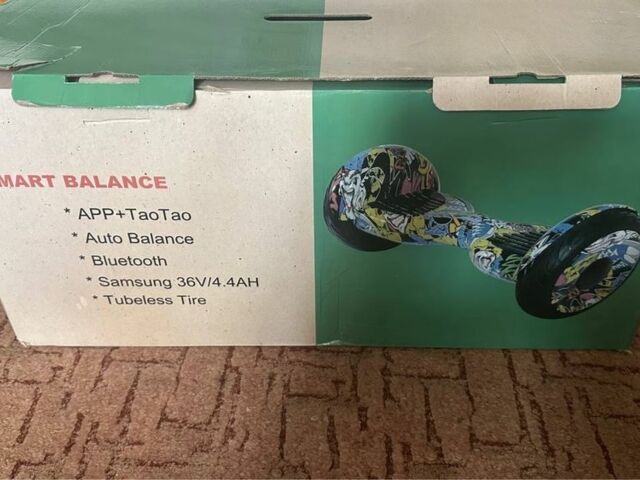 MART BALANCE
* APP+TaoTao
* Auto Balance
* Bluetooth
* Samsung 36V/4.4AH
* Tubeless Tire